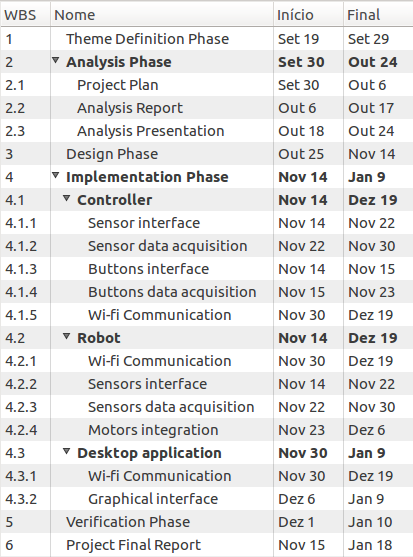 WBS Nome Início Final
1 Theme Definition Phase Set 19 Set 29
2 Analysis Phase Set 30 Out 24
2.1 Project Plan Set 30 Out 6
2.2 Analysis Report Out 6 Out 17
2.3 Analysis Presentation Out 18 Out 24
3 Design Phase Out 25 Nov 14
4 Implementation Phase Nov 14 Jan 9
4.1 Controller Nov 14 Dez 19
4.1.1 Sensor interface Nov 14 Nov 22
4.1.2 Sensor data acquisition Nov 22 Nov 30
4.1.3 Buttons interface Nov 14 Nov 15
4.1.4 Buttons data acquisition Nov 15 Nov 23
4.1.5 Wi-fi Communication Nov 30 Dez 19
4.2 Robot Nov 14 Dez 19
4.2.1 Wi-fi Communication Nov 30 Dez 19
4.2.2 Sensors interface Nov 14 Nov 22
4.2.3 Sensors data acquisition Nov 22 Nov 30
4.2.4 Motors integration Nov 23 Dez 6
4.3 Desktop application Nov 30 Jan 9
4.3.1 Wi-fi Communication Nov 30 Dez 19
4.3.2 Graphical interface Dez 6 Jan 9
5 Verification Phase Dez 1 Jan 10
6 Project Final Report Nov 15 Jan 18